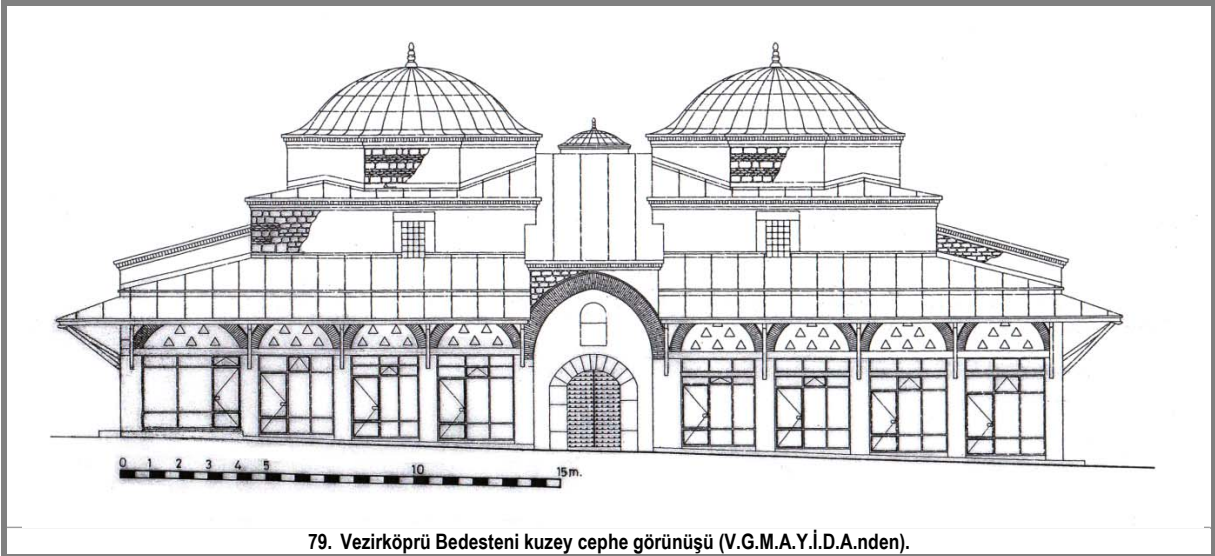 0 1 2 3 4 5 10 15m.
79. Vezirköprü Bedesteni kuzey cephe görünüşü (V.G.M.A.Y.İ.D.A.nden).